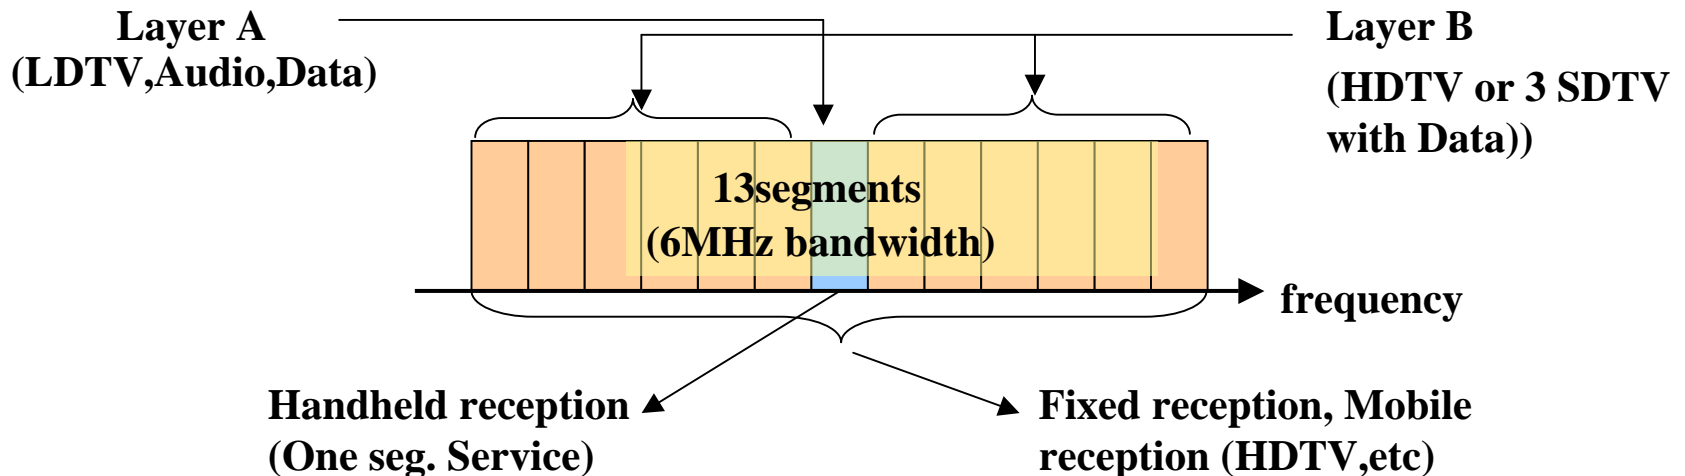 Layer A
(LDTV,Audio,Data)
Layer B
(HDTV or 3 SDTV
with Data))
13segments
(6MHz bandwidth)
frequency
Handheld reception
(One seg. Service)
Fixed reception, Mobile
reception (HDTV,etc)